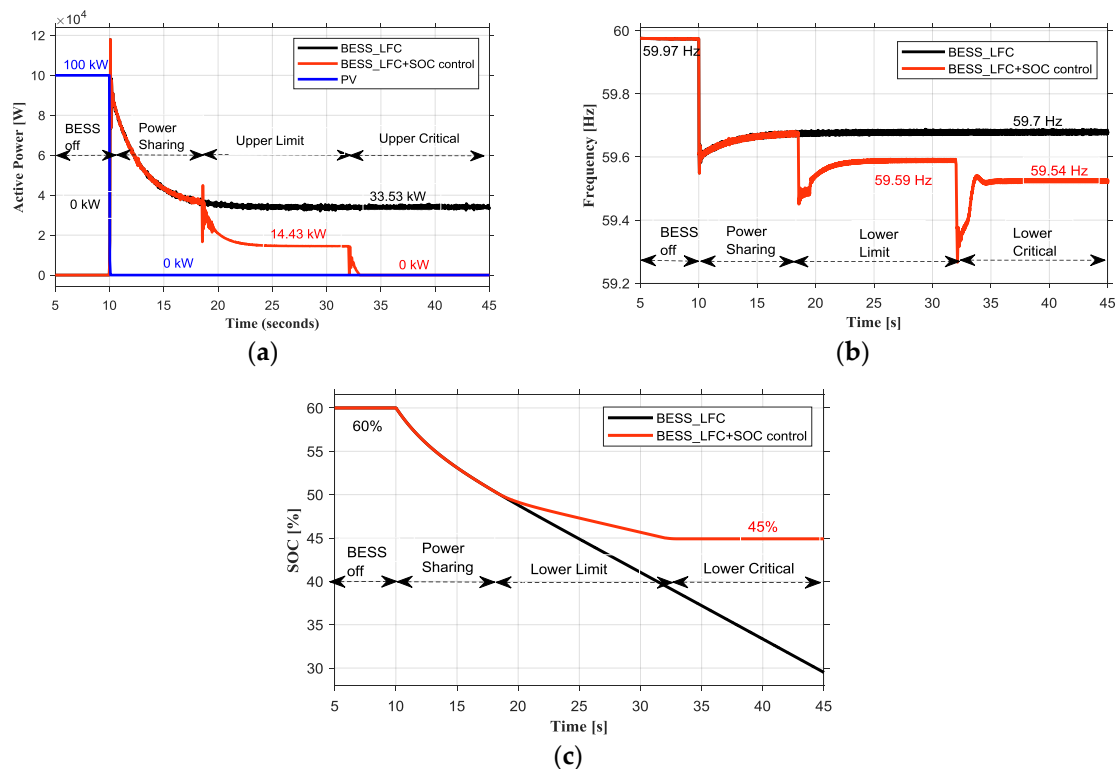 ×10⁴
12
10
8
6
4
2
0
Active Power [W]
5
10
15
20
25
30
35
40
45
Time (seconds)
BESS_LFC
BESS_LFC+SOC control
PV
100 kW
BESS
off
Power
Sharing
Upper Limit
Upper Critical
0 kW
0 kW
33.53 kW
14.43 kW
0 kW
(a)
60
59.8
59.6
59.4
59.2
Frequency [Hz]
5
10
15
20
25
30
35
40
45
Time [s]
BESS_LFC
BESS_LFC+SOC control
59.97 Hz
59.7 Hz
59.59 Hz
59.54 Hz
BESS
off
Power
Sharing
Lower
Limit
Lower
Critical
(b)
60
55
50
45
40
35
30
SOC [%]
5
10
15
20
25
30
35
40
45
Time [s]
BESS_LFC
BESS_LFC+SOC control
60%
45%
BESS
off
Power
Sharing
Lower Limit
Lower Critical
(c)